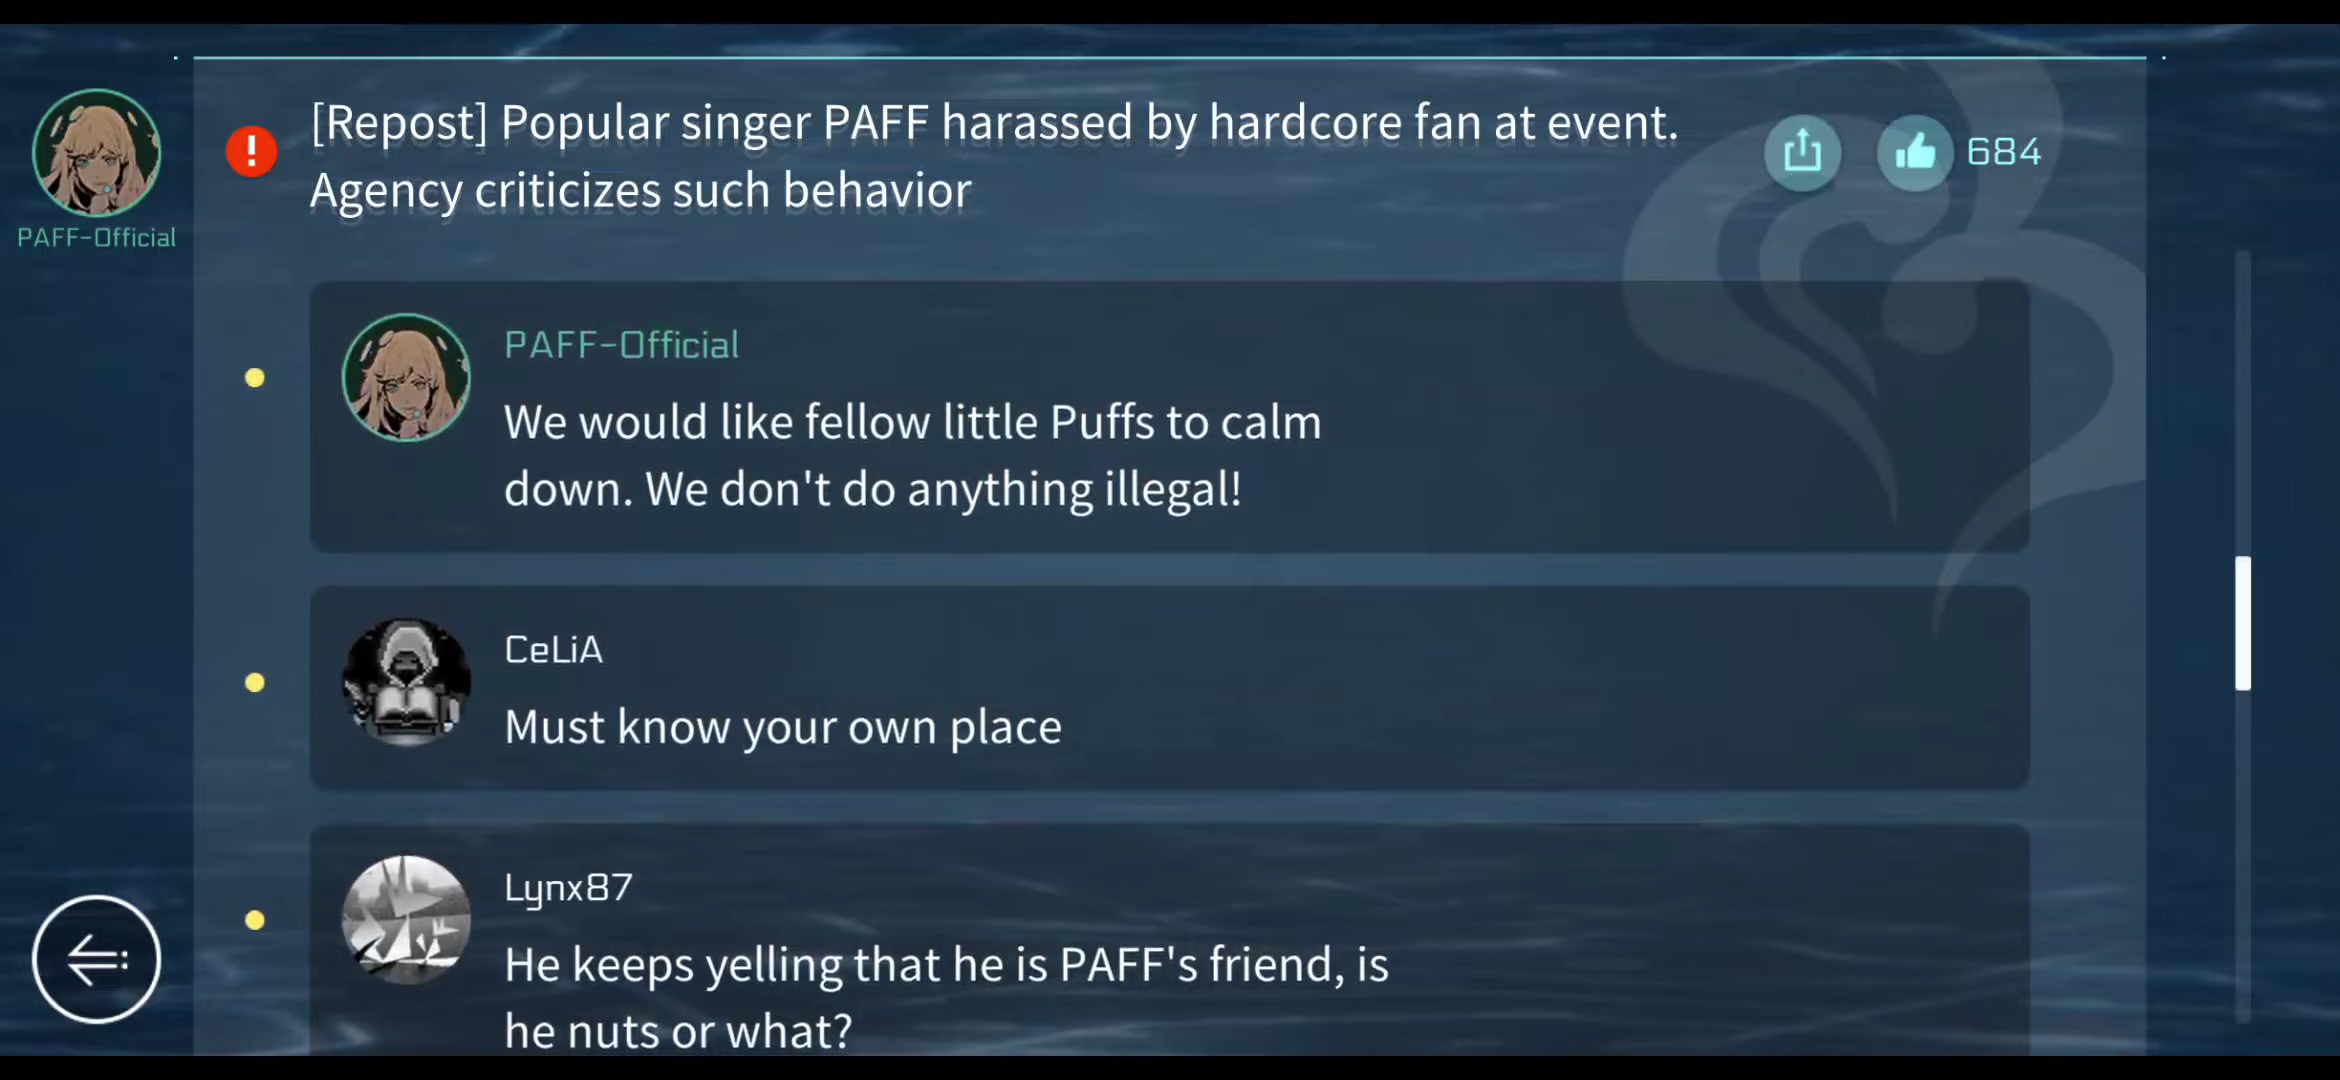 [Repost] Popular singer PAFF harassed by hardcore fan at event.
Agency criticizes such behavior
684
PAFF-Official
PAFF-Official
We would like fellow little Puffs to calm
down. We don't do anything illegal!
CeLiA
Must know your own place
Lynx87
He keeps yelling that he is PAFF's friend, is
he nuts or what?